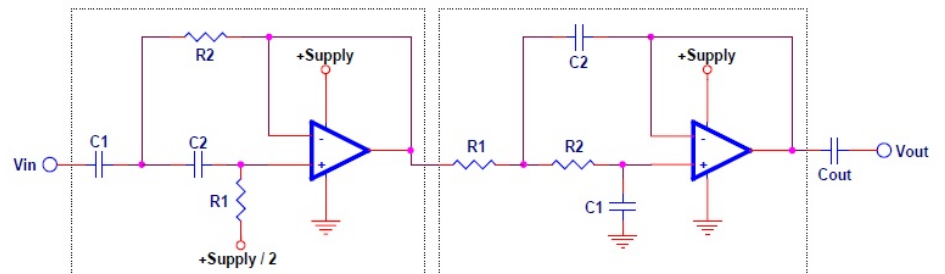 +Supply
R2
C1
C2
Vin
-
+
R1
+Supply / 2
C2
+Supply
R1
R2
-
+
C1
Cout
Vout